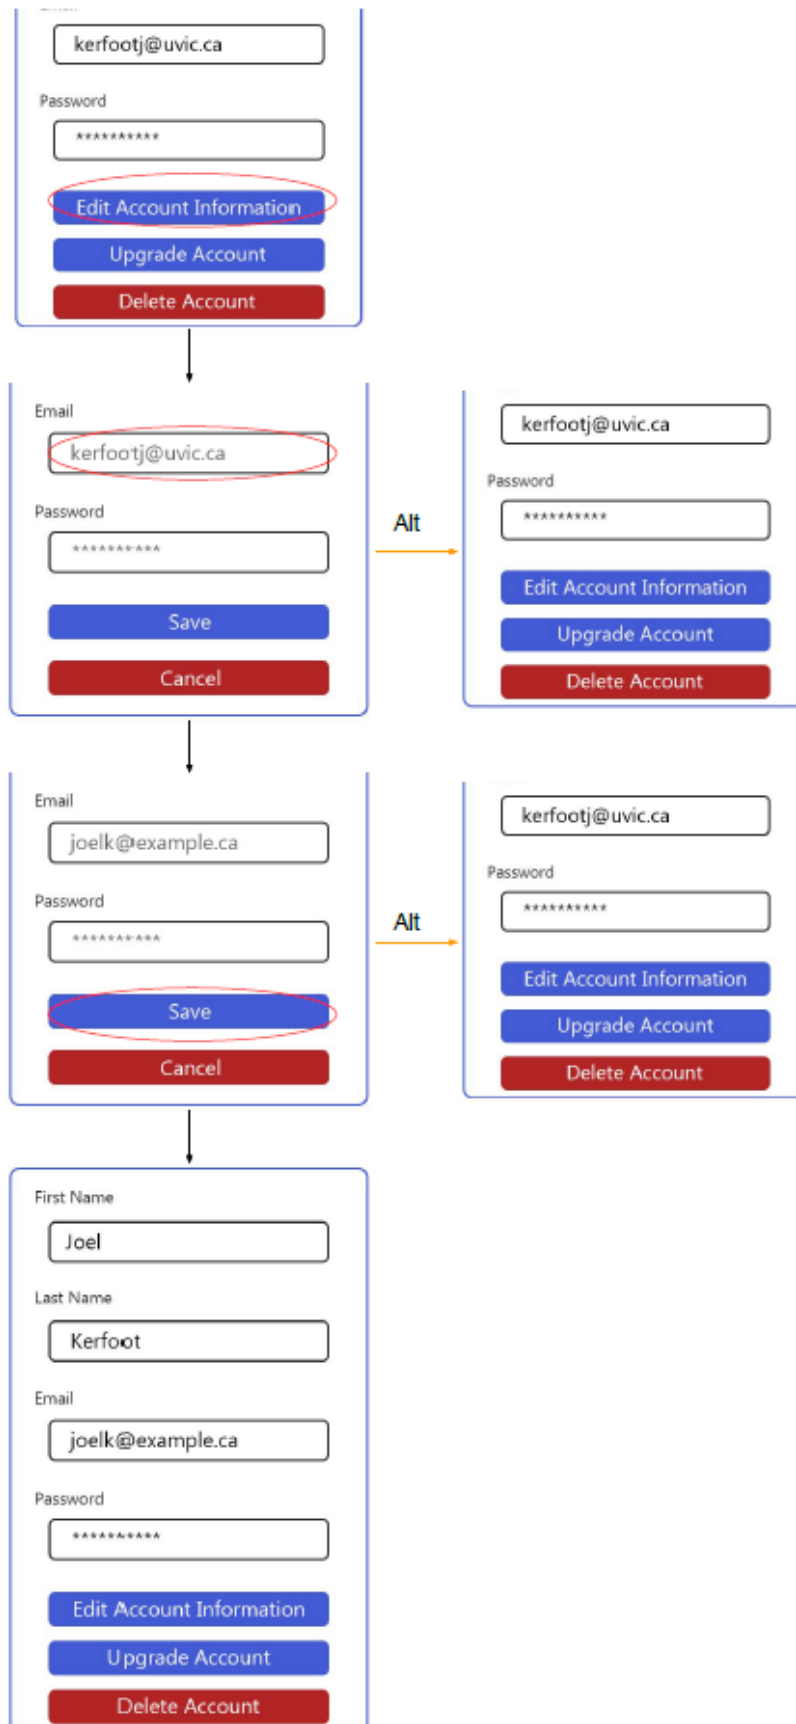 kerfootj@uvic.ca
Password
**********
Edit Account Information
Upgrade Account
Delete Account
Email
kerfootj@uvic.ca
Password
**********
Save
Cancel
Alt
kerfootj@uvic.ca
Password
**********
Edit Account Information
Upgrade Account
Delete Account
Email
joelk@example.ca
Password
**********
Save
Cancel
Alt
kerfootj@uvic.ca
Password
**********
Edit Account Information
Upgrade Account
Delete Account
First Name
Joel
Last Name
Kerfoot
Email
joelk@example.ca
Password
**********
Edit Account Information
Upgrade Account
Delete Account